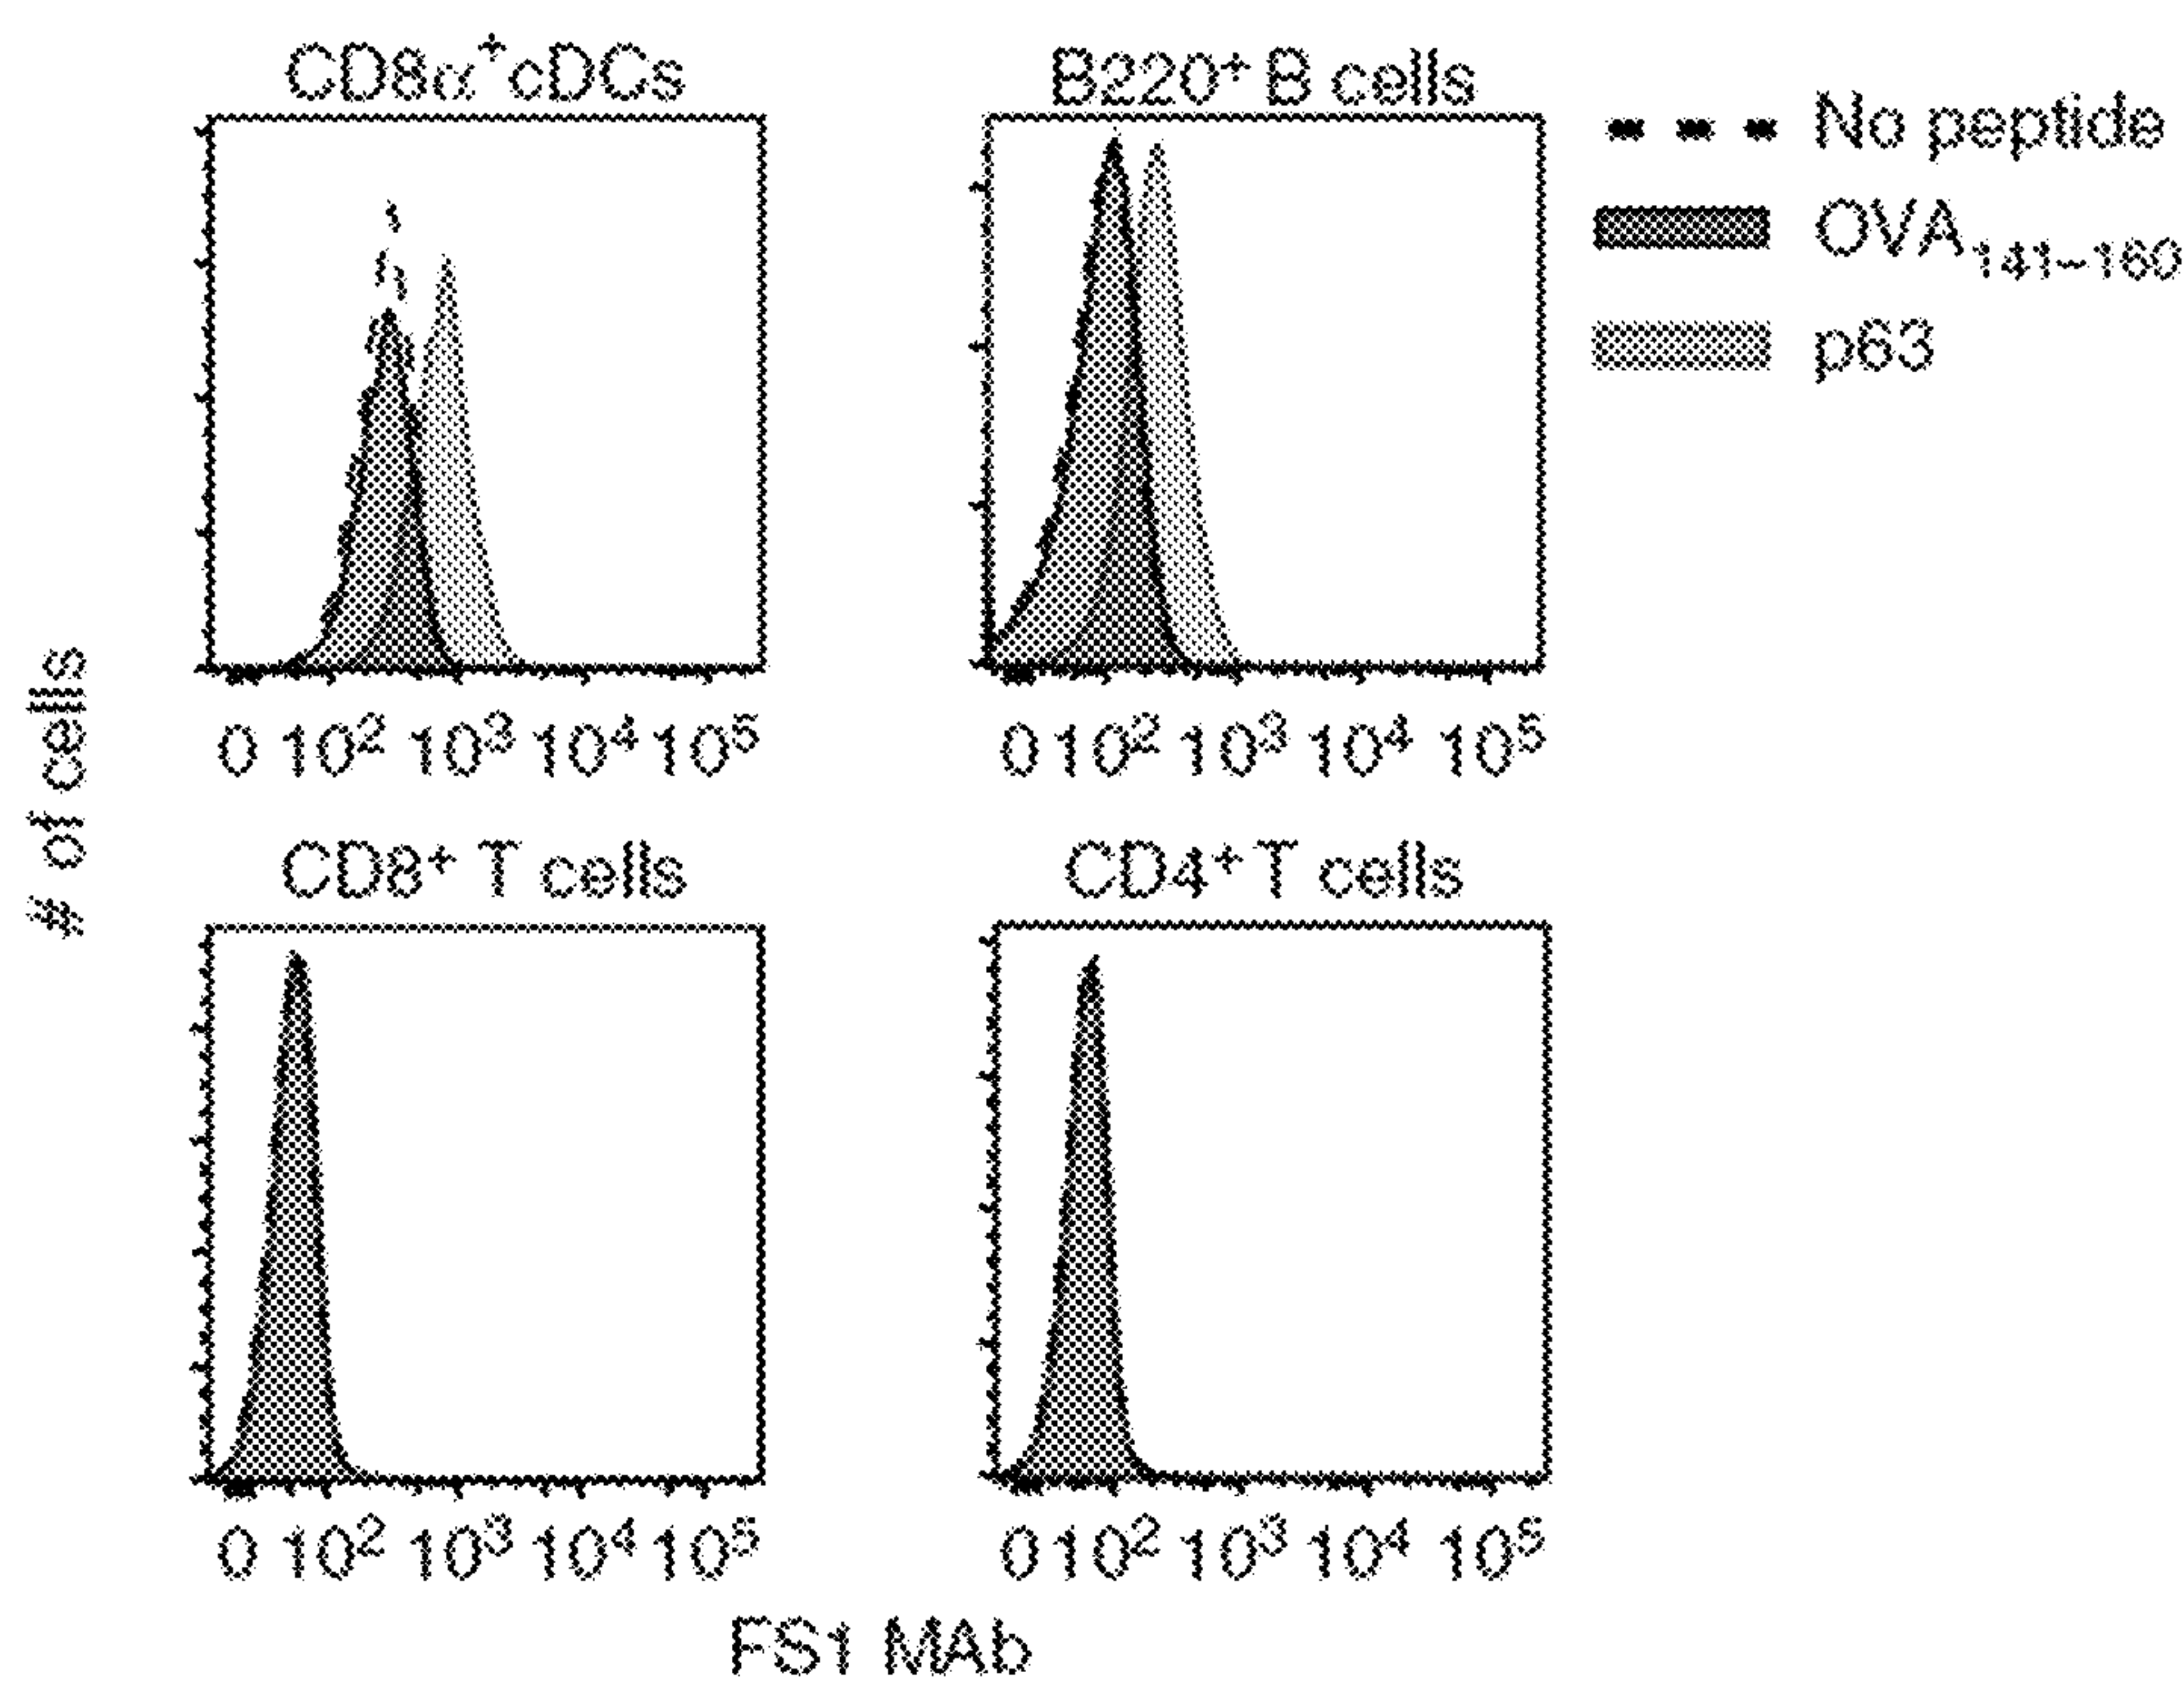 CD8α⁺cDCs
B220⁺ B cells
No peptide
OVA₁₄₁₋₁₆₀
p63
# of cells
0 10² 10³ 10⁴ 10⁵
0 10² 10³ 10⁴ 10⁵
CD8⁺ T cells
CD4⁺ T cells
0 10² 10³ 10⁴ 10⁵
0 10² 10³ 10⁴ 10⁵
FS1 MAb